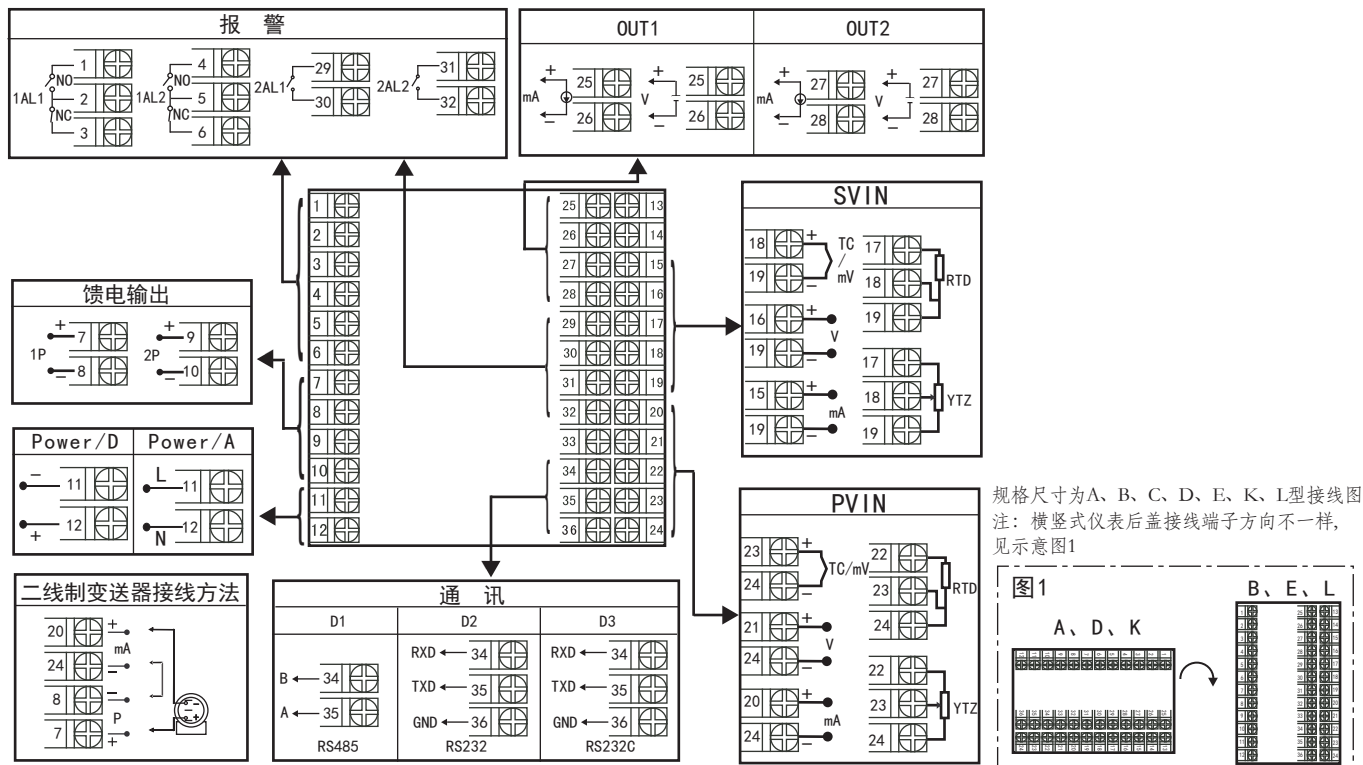 报 警
1 4 29 31
NO NO
1AL1 2 1AL2 5 2AL1 30 2AL2 32
NC NC
3 6
OUT1 OUT2
+ + + +
25 25 27 27
mA V mA V
26 26 28 28
− − − −
1 25 13
2 26 14
3 27 15
4 28 16
5 29 17
6 30 18
7 31 19
8 32 20
9 33 21
10 34 22
11 35 23
12 36 24
馈电输出
+ 7 + 9
1P 2P
− 8 − 10
Power/D Power/A
− 11 L 11
+ 12 N 12
二线制变送器接线方法
20 +
mA
24 −
8 −
P
7 +
通 讯
D1 D2 D3
RXD 34 RXD 34
B 34 TXD 35 TXD 35
A 35 GND 36 GND 36
RS485 RS232 RS232C
SVIN
18 + TC 17
/ mV 18 RTD
19 − 19
16 + 17
V
19 − 18 YTZ
15 + 19
mA
19 −
PVIN
23 + TC/mV 22
23 RTD
24 − 24
21 + 22
V
24 − 23 YTZ
20 + 24
mA
24 −
规格尺寸为A、B、C、D、E、K、L型接线图
注：横竖式仪表后盖接线端子方向不一样,
见示意图1
图1
A、D、K
B、E、L